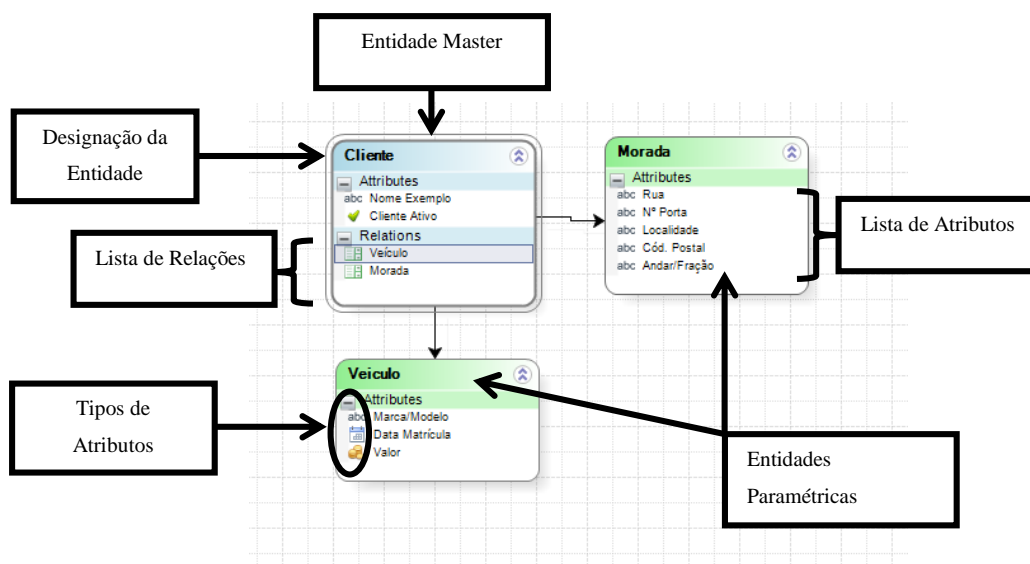 Entidade Master
Designação da
Entidade
Cliente
Attributes
abc Nome Exemplo
Cliente Ativo
Relations
Veículo
Morada
Morada
Attributes
abc Rua
abc Nº Porta
abc Localidade
abc Cód. Postal
abc Andar/Fração
Lista de Atributos
Lista de Relações
Veiculo
Attributes
abc Marca/Modelo
Data Matrícula
Valor
Tipos de
Atributos
Entidades
Paramétricas